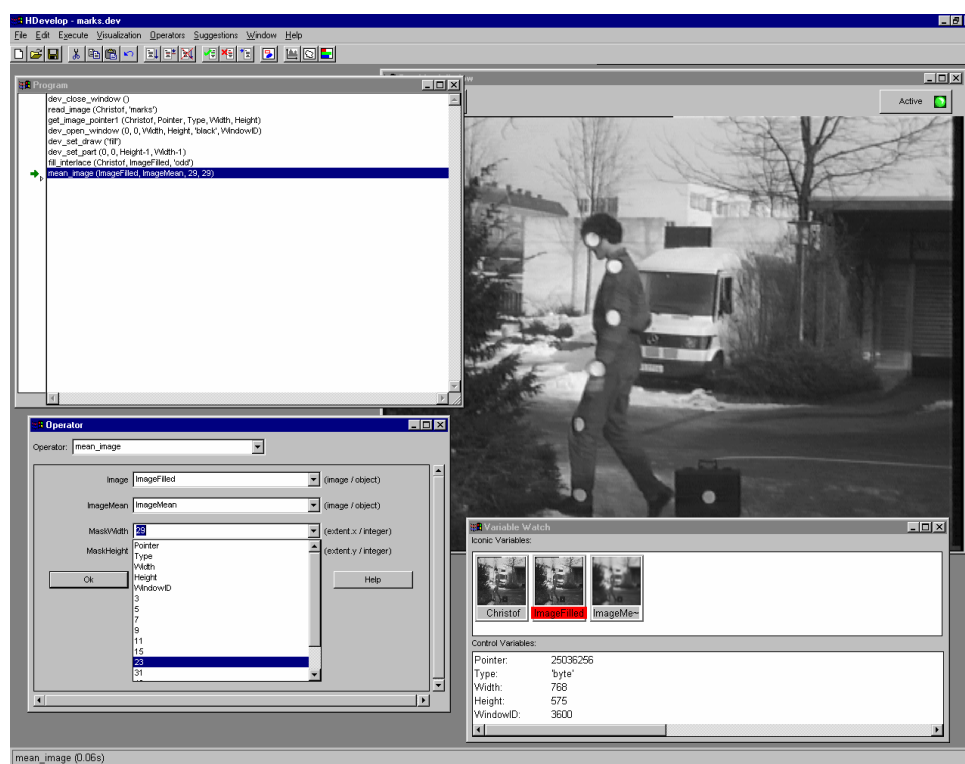 HDevelop - marks.dev
File Edit Execute Visualization Operators Suggestions Window Help
Program
dev_close_window ()
read_image (Christof, 'marks')
get_image_pointer1 (Christof, Pointer, Type, Width, Height)
dev_open_window (0, 0, Width, Height, 'black', WindowID)
dev_set_draw ('fill')
dev_set_part (0, 0, Height-1, Width-1)
fill_interlace (Christof, ImageFilled, 'odd')
mean_image (ImageFilled, ImageMean, 29, 29)
Active
Operator
Operator: mean_image
Image ImageFilled (image / object)
ImageMean ImageMean (image / object)
MaskWidth 29 (extent.x / integer)
MaskHeight (extent.y / integer)
Pointer
Type
Width
Height
WindowID
3
5
7
9
11
15
23
31
Ok
Help
Variable Watch
Iconic Variables:
Christof ImageFilled ImageMe~
Control Variables:
Pointer: 25036256
Type: 'byte'
Width: 768
Height: 575
WindowID: 3600
mean_image (0.06s)